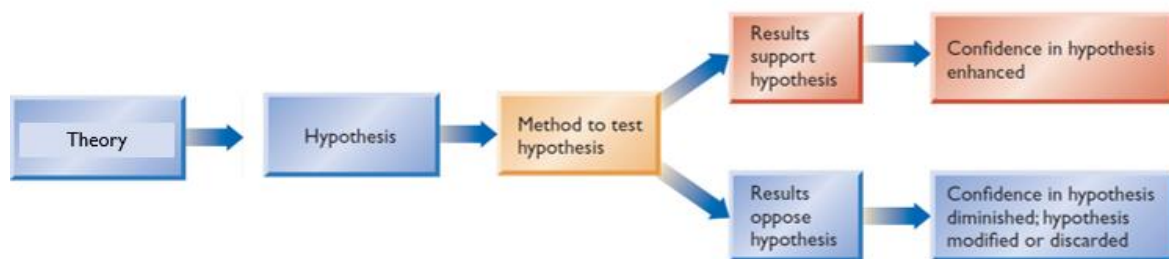 Theory
Hypothesis
Method to test
hypothesis
Results
support
hypothesis
Confidence in hypothesis
enhanced
Results
oppose
hypothesis
Confidence in hypothesis
diminished; hypothesis
modified or discarded